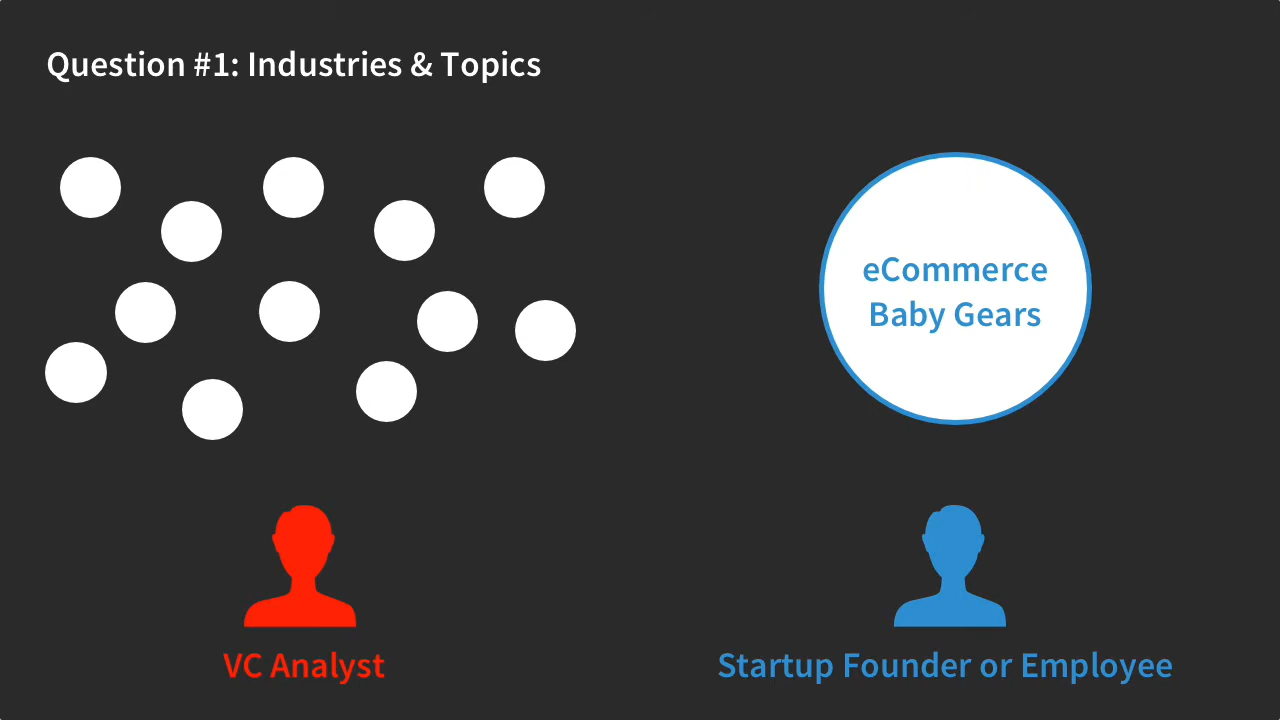 Question #1: Industries & Topics
eCommerce
Baby Gears
VC Analyst
Startup Founder or Employee